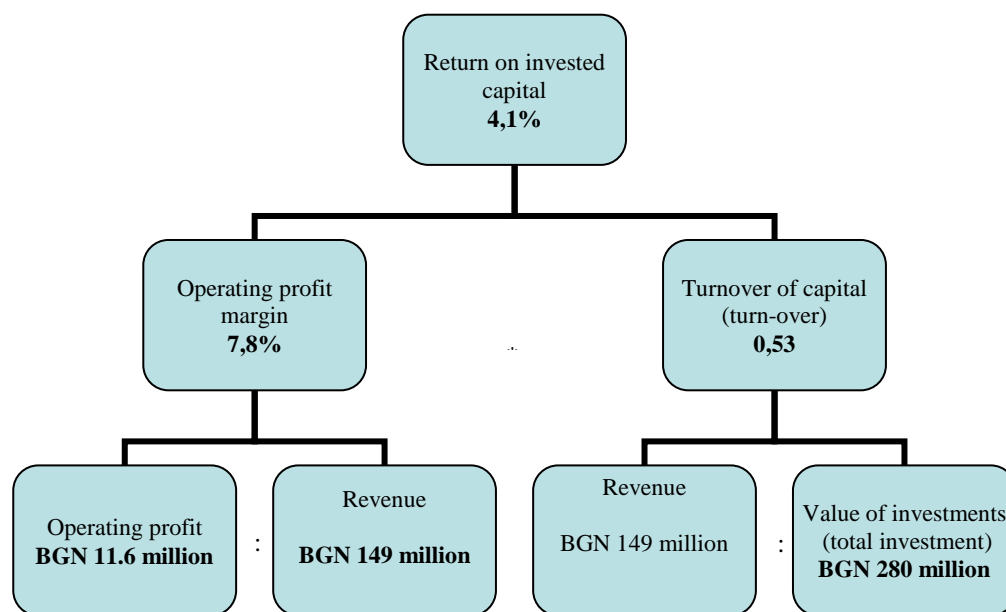 Return on invested
capital
4,1%
Operating profit
margin
7,8%
Turnover of capital
(turn-over)
0,53
Operating profit
BGN 11.6 million
:
Revenue
BGN 149 million
Revenue
BGN 149 million
:
Value of investments
(total investment)
BGN 280 million